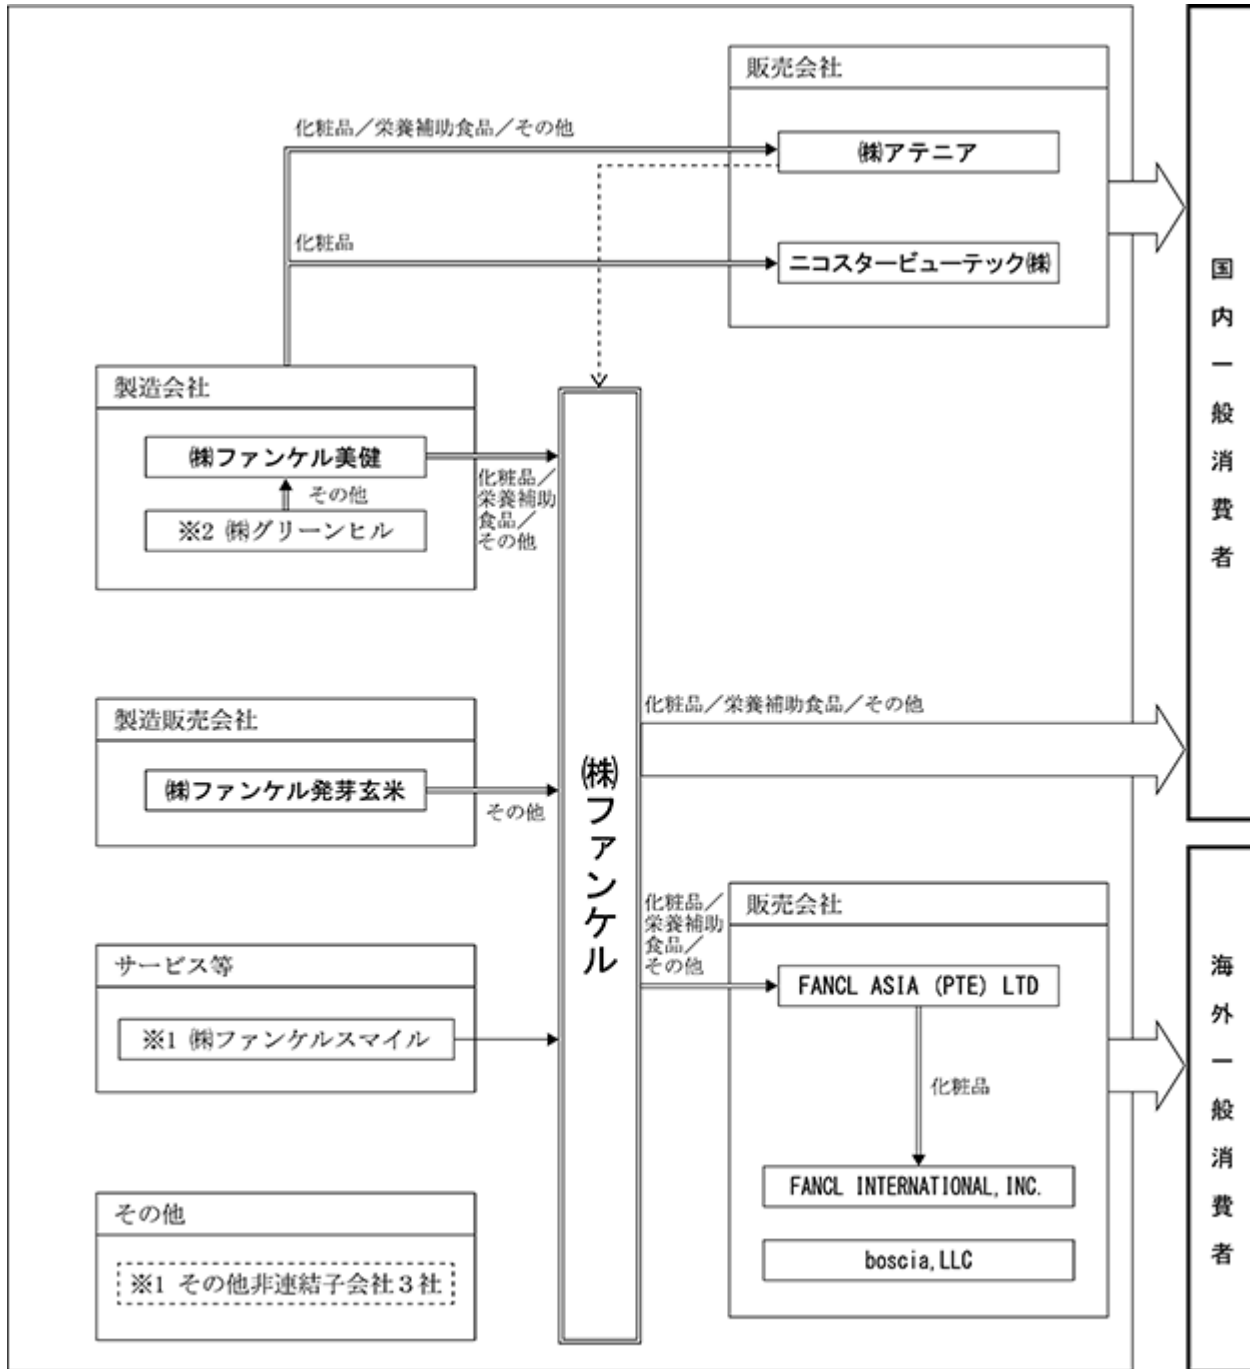 販売会社
化粧品／栄養補助食品／その他
㈱アテニア
化粧品
ニコスタービューテック㈱
国内一般消費者
製造会社
㈱ファンケル美健
化粧品／
栄養補助
食品／
その他
その他
※2 ㈱グリーンヒル
製造販売会社
㈱ファンケル発芽玄米
その他
㈱ファンケル
化粧品／栄養補助食品／その他
サービス等
※1 ㈱ファンケルスマイル
化粧品／
栄養補助
食品／
その他
販売会社
FANCL ASIA (PTE) LTD
化粧品
FANCL INTERNATIONAL, INC.
boscia, LLC
海外一般消費者
その他
※1 その他非連結子会社３社